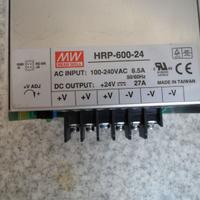 MW
MEAN WELL
HRP-600-24
AC INPUT: 100-240VAC 6.5A
50/60Hz
DC OUTPUT: +24V 27A
MADE IN TAIWAN
+V ADJ
+V +V +V -V -V -V